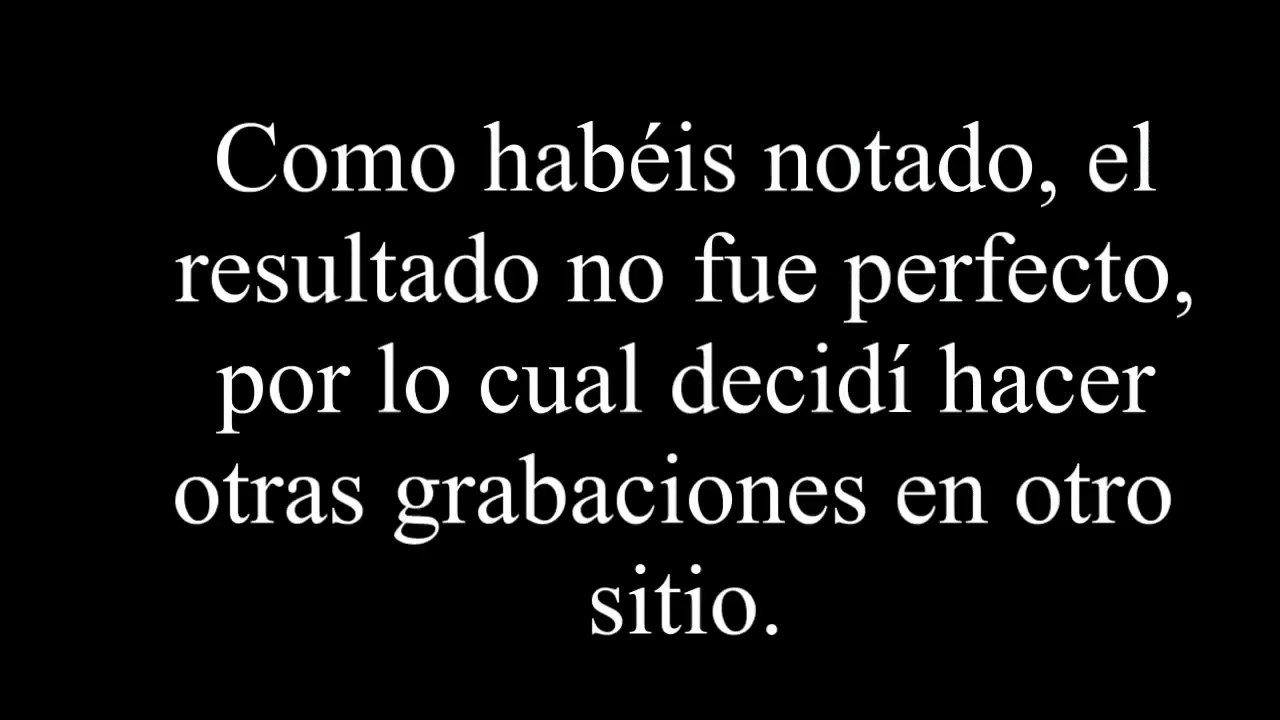 Como habéis notado, el
resultado no fue perfecto,
por lo cual decidí hacer
otras grabaciones en otro
sitio.